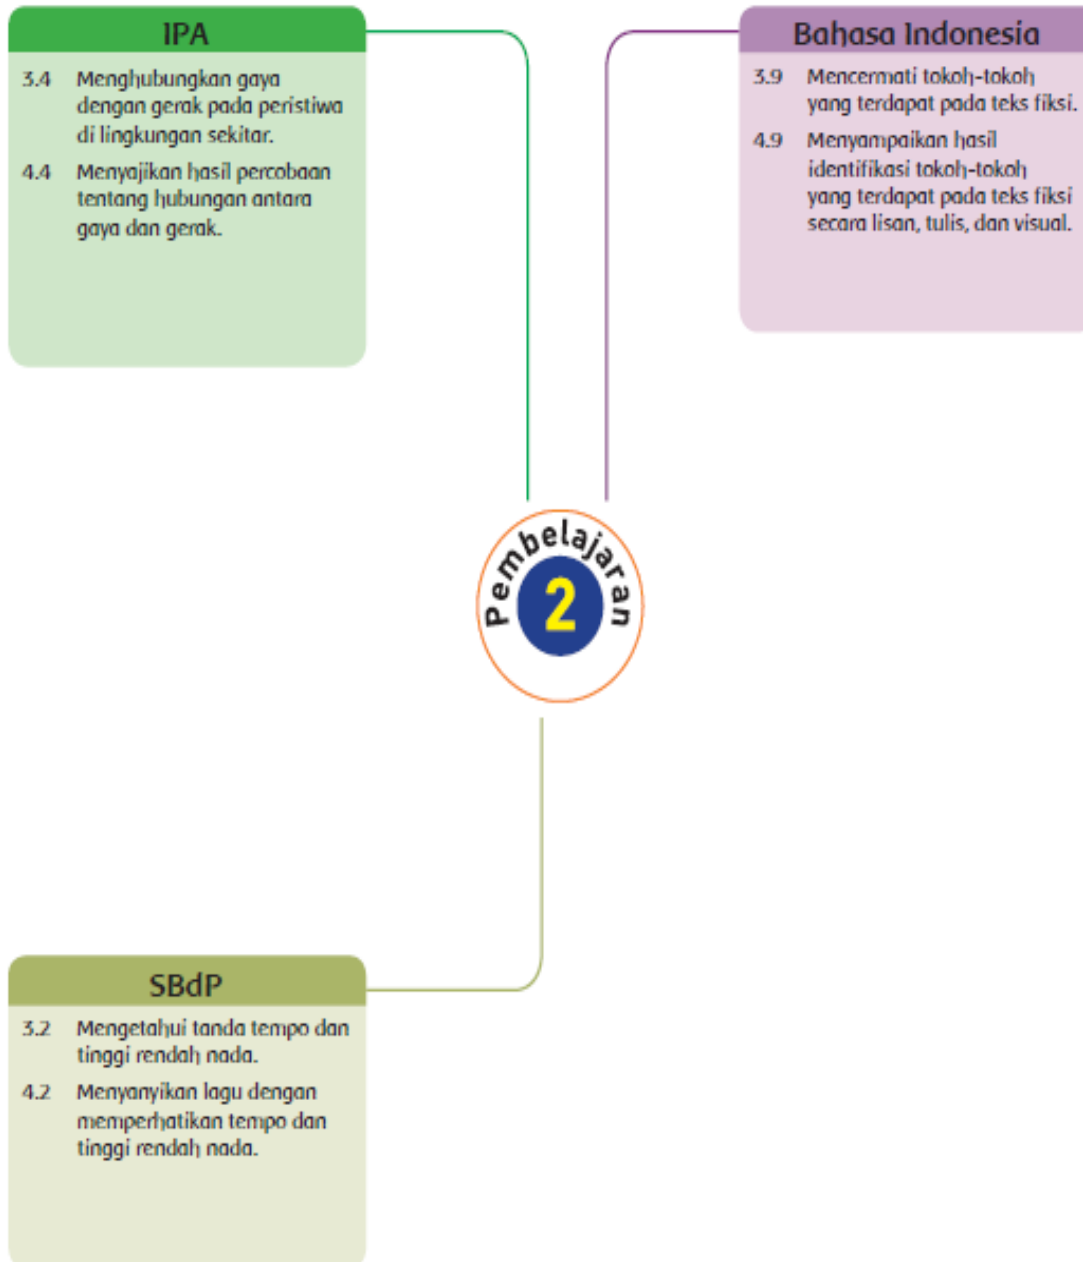 IPA
3.4 Menghubungkan gaya
dengan gerak pada peristiwa
di lingkungan sekitar.
4.4 Menyajikan hasil percobaan
tentang hubungan antara
gaya dan gerak.
Bahasa Indonesia
3.9 Mencermati tokoh-tokoh
yang terdapat pada teks fiksi.
4.9 Menyampaikan hasil
identifikasi tokoh-tokoh
yang terdapat pada teks fiksi
secara lisan, tulis, dan visual.
Pembelajaran
2
SBdP
3.2 Mengetahui tanda tempo dan
tinggi rendah nada.
4.2 Menyanyikan lagu dengan
memperhatikan tempo dan
tinggi rendah nada.